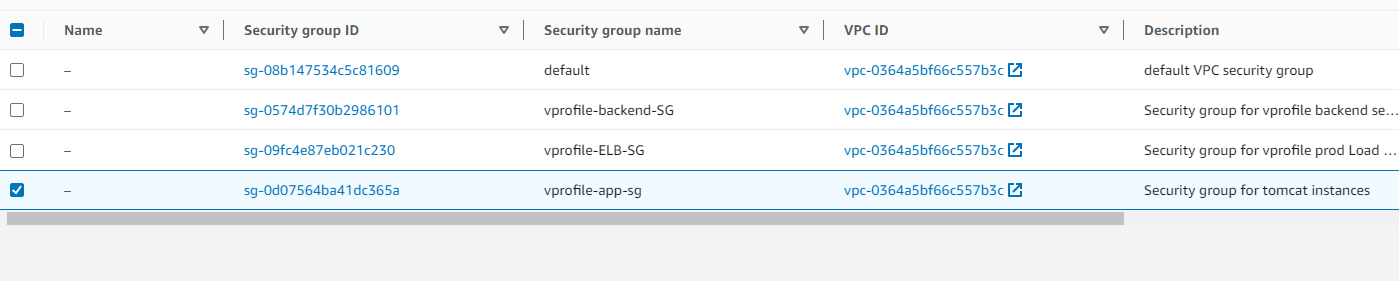 Name Security group ID Security group name VPC ID Description
– sg-08b147534c5c81609 default vpc-0364a5bf66c557b3c default VPC security group
– sg-0574d7f30b2986101 vprofile-backend-SG vpc-0364a5bf66c557b3c Security group for vprofile backend se...
– sg-09fc4e87eb021c230 vprofile-ELB-SG vpc-0364a5bf66c557b3c Security group for vprofile prod Load ...
– sg-0d07564ba41dc365a vprofile-app-sg vpc-0364a5bf66c557b3c Security group for tomcat instances